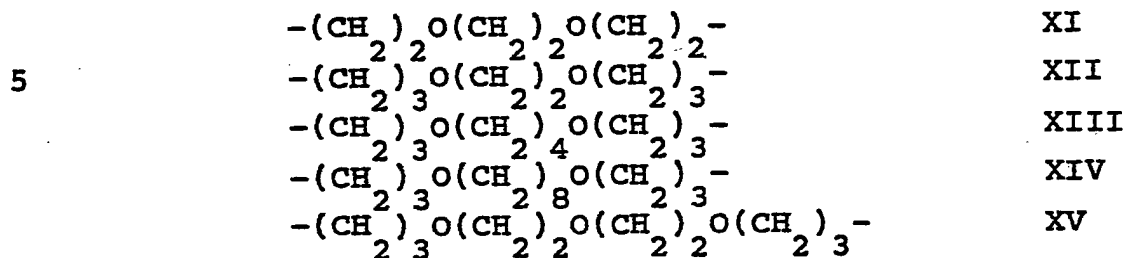 -(CH₂)₂O(CH₂)₂O(CH₂)₂- XI
5 -(CH₂)₃O(CH₂)₂O(CH₂)₃- XII
-(CH₂)₃O(CH₂)₄O(CH₂)₃- XIII
-(CH₂)₃O(CH₂)₈O(CH₂)₃- XIV
-(CH₂)₃O(CH₂)₂O(CH₂)₂O(CH₂)₃- XV